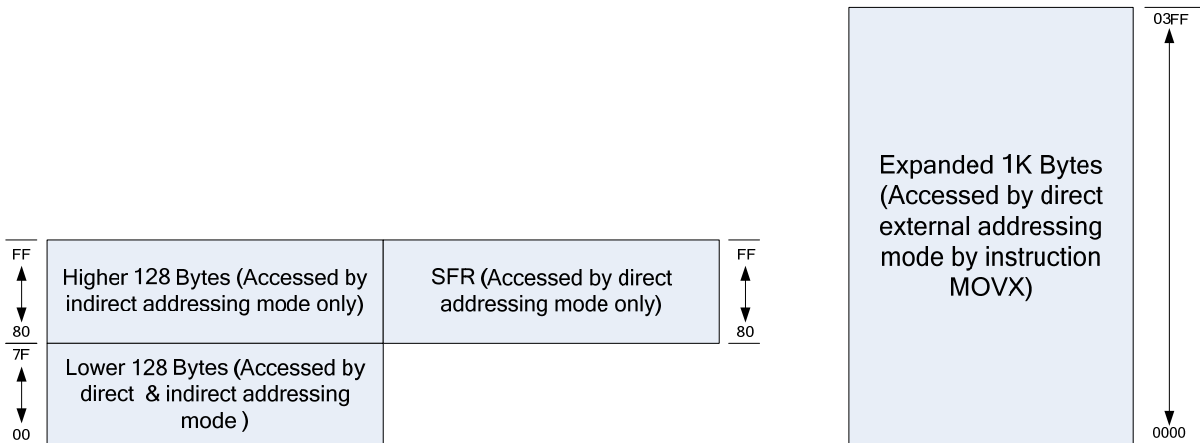 FF
Higher 128 Bytes (Accessed by
indirect addressing mode only)
80
SFR (Accessed by direct
addressing mode only)
FF
80
7F
Lower 128 Bytes (Accessed by
direct & indirect addressing
mode )
00
Expanded 1K Bytes
(Accessed by direct
external addressing
mode by instruction
MOVX)
03FF
0000